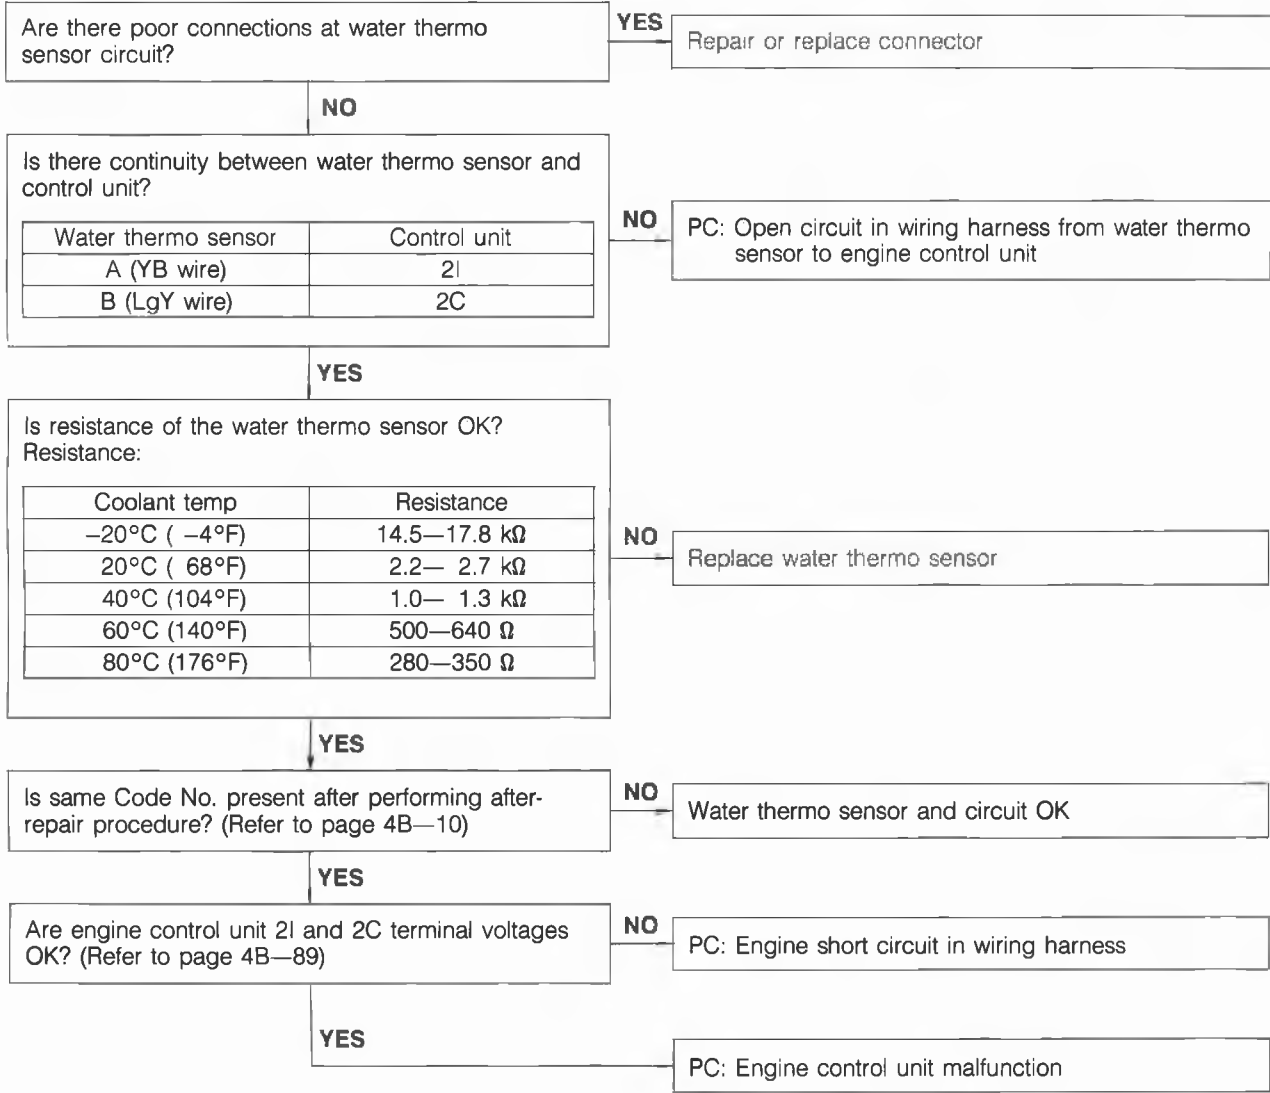 Are there poor connections at water thermo
sensor circuit?
YES
Repair or replace connector
NO
Is there continuity between water thermo sensor and
control unit?
Water thermo sensor Control unit
A (YB wire) 2I
B (LgY wire) 2C
NO
PC: Open circuit in wiring harness from water thermo
sensor to engine control unit
YES
Is resistance of the water thermo sensor OK?
Resistance:
Coolant temp Resistance
–20°C ( –4°F) 14.5—17.8 kΩ
20°C ( 68°F) 2.2— 2.7 kΩ
40°C (104°F) 1.0— 1.3 kΩ
60°C (140°F) 500—640 Ω
80°C (176°F) 280—350 Ω
NO
Replace water thermo sensor
YES
Is same Code No. present after performing after-
repair procedure? (Refer to page 4B—10)
NO
Water thermo sensor and circuit OK
YES
Are engine control unit 2I and 2C terminal voltages
OK? (Refer to page 4B—89)
NO
PC: Engine short circuit in wiring harness
YES
PC: Engine control unit malfunction